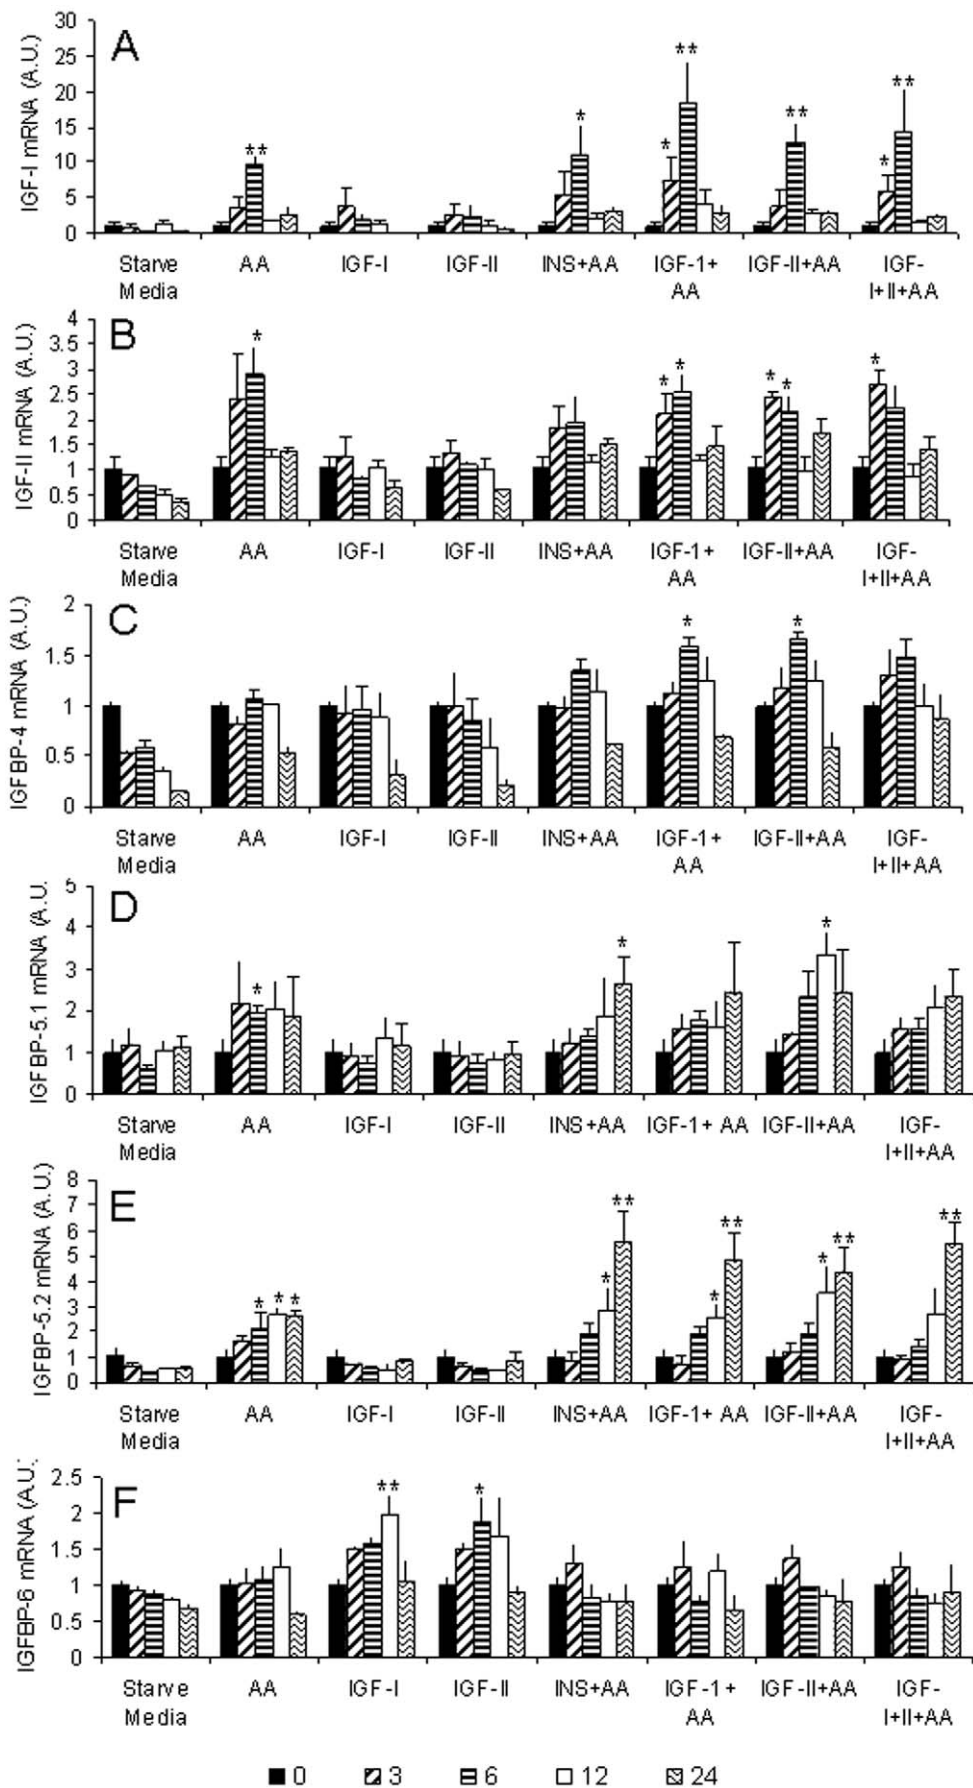 A
IGF-I mRNA (A.U.)
30
25
20
15
10
5
0
**
*
*
**
**
*
**
Starve Media
AA
IGF-I
IGF-II
INS+AA
IGF-1+ AA
IGF-II+AA
IGF- I+II+AA
B
IGF-II mRNA (A.U.)
4
3.5
3
2.5
2
1.5
1
0.5
0
*
*
*
*
*
*
Starve Media
AA
IGF-I
IGF-II
INS+AA
IGF-1+ AA
IGF-II+AA
IGF- I+II+AA
C
IGFBP-4 mRNA (A.U.)
2
1.5
1
0.5
0
*
*
Starve Media
AA
IGF-I
IGF-II
INS+AA
IGF-1+ AA
IGF-II+AA
IGF- I+II+AA
D
IGFBP-5.1 mRNA (A.U.
5
4
3
2
1
0
*
*
*
Starve Media
AA
IGF-I
IGF-II
INS+AA
IGF-1+ AA
IGF-II+AA
IGF- I+II+AA
E
IGFBP-5.2 mRNA (A.U.)
8
7
6
5
4
3
2
1
0
*
*
*
*
**
*
**
*
**
**
Starve Media
AA
IGF-I
IGF-II
INS+AA
IGF-1+ AA
IGF-II+AA
IGF- I+II+AA
F
IGFBP-6 mRNA (A.U.
2.5
2
1.5
1
0.5
0
**
*
Starve Media
AA
IGF-I
IGF-II
INS+AA
IGF-1+ AA
IGF-II+AA
IGF- I+II+AA
0 3 6 12 24